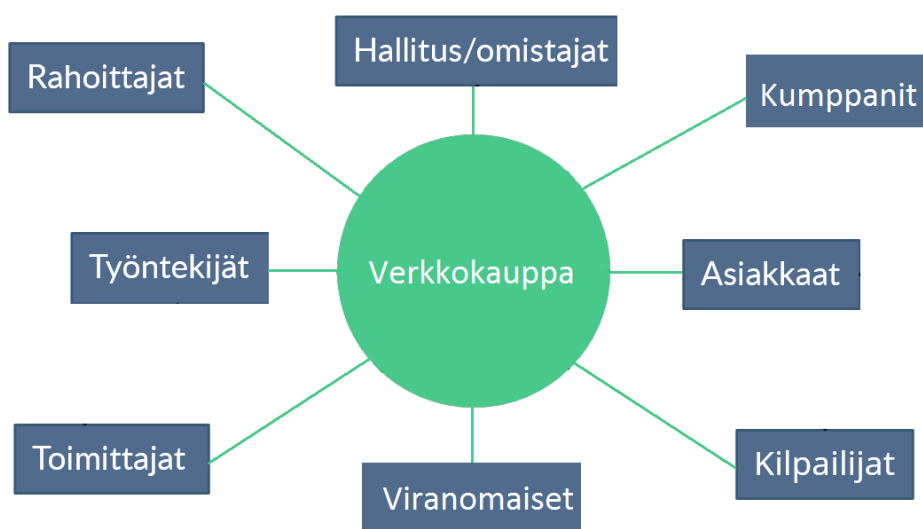 Hallitus/omistajat
Rahoittajat
Kumppanit
Työntekijät
Verkkokauppa
Asiakkaat
Toimittajat
Viranomaiset
Kilpailijat